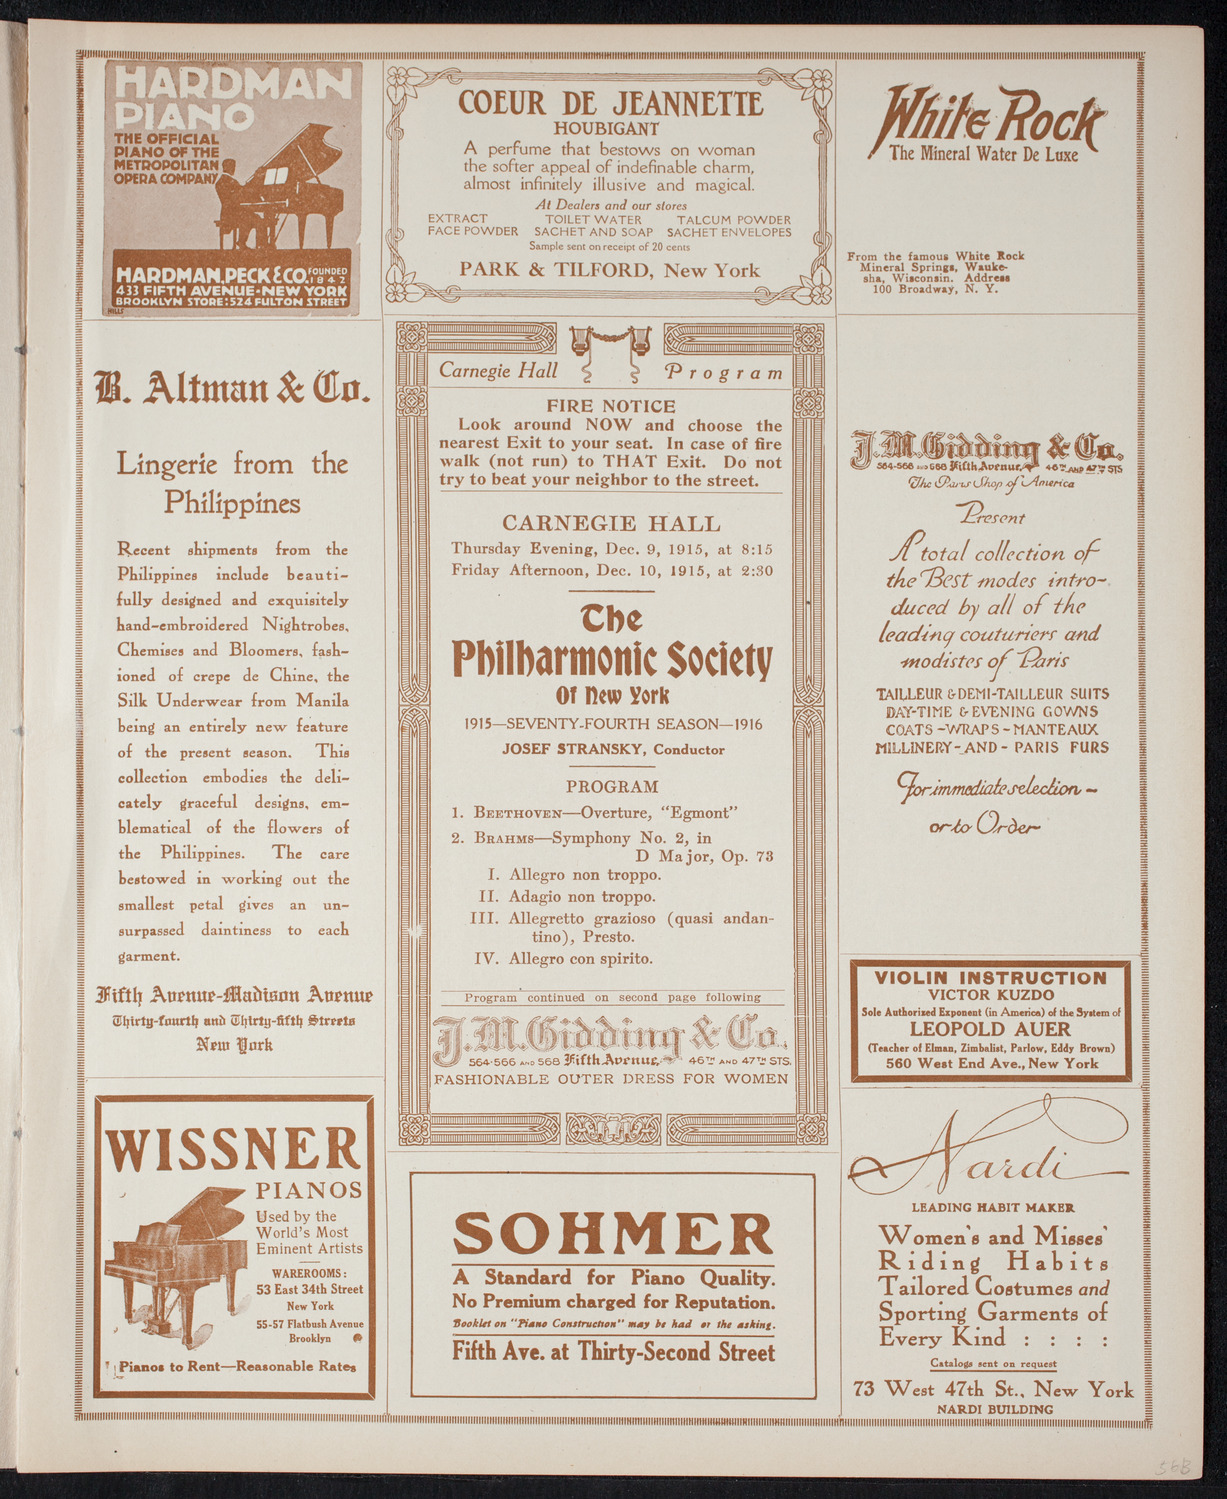 HARDMAN
PIANO
THE OFFICIAL
PIANO OF THE
METROPOLITAN
OPERA COMPANY
HARDMAN, PECK & CO. FOUNDED 1842
433 FIFTH AVENUE-NEW YORK
BROOKLYN STORE: 524 FULTON STREET
HILLS
B. Altman & Co.
Lingerie from the
Philippines
Recent shipments from the
Philippines include beauti-
fully designed and exquisitely
hand-embroidered Nightrobes,
Chemises and Bloomers, fash-
ioned of crepe de Chine, the
Silk Underwear from Manila
being an entirely new feature
of the present season. This
collection embodies the deli-
cately graceful designs, em-
blematical of the flowers of
the Philippines. The care
bestowed in working out the
smallest petal gives an un-
surpassed daintiness to each
garment.
Fifth Avenue-Madison Avenue
Thirty-fourth and Thirty-fifth Streets
New York
WISSNER
PIANOS
Used by the
World's Most
Eminent Artists
WAREROOMS:
53 East 34th Street
New York
55-57 Flatbush Avenue
Brooklyn
Pianos to Rent—Reasonable Rates
COEUR DE JEANNETTE
HOUBIGANT
A perfume that bestows on woman
the softer appeal of indefinable charm,
almost infinitely illusive and magical.
At Dealers and our stores
EXTRACT TOILET WATER TALCUM POWDER
FACE POWDER SACHET AND SOAP SACHET ENVELOPES
Sample sent on receipt of 20 cents
PARK & TILFORD, New York
Carnegie Hall Program
FIRE NOTICE
Look around NOW and choose the
nearest Exit to your seat. In case of fire
walk (not run) to THAT Exit. Do not
try to beat your neighbor to the street.
CARNEGIE HALL
Thursday Evening, Dec. 9, 1915, at 8:15
Friday Afternoon, Dec. 10, 1915, at 2:30
The
Philharmonic Society
Of New York
1915—SEVENTY-FOURTH SEASON—1916
JOSEF STRANSKY, Conductor
PROGRAM
1. BEETHOVEN—Overture, "Egmont"
2. BRAHMS—Symphony No. 2, in
D Major, Op. 73
I. Allegro non troppo.
II. Adagio non troppo.
III. Allegretto grazioso (quasi andan-
tino), Presto.
IV. Allegro con spirito.
Program continued on second page following
J.M. Gidding & Co.
564-566 AND 568 Fifth Avenue, 46TH AND 47TH STS.
FASHIONABLE OUTER DRESS FOR WOMEN
SOHMER
A Standard for Piano Quality.
No Premium charged for Reputation.
Booklet on "Piano Construction" may be had or the asking.
Fifth Ave. at Thirty-Second Street
White Rock
The Mineral Water De Luxe
From the famous White Rock
Mineral Springs, Wauke-
sha, Wisconsin. Address
100 Broadway, N. Y.
J.M. Gidding & Co.
564-566 AND 568 Fifth Avenue, 46TH AND 47TH STS
The Paris Shop of America
Present
A total collection of
the Best modes intro-
duced by all of the
leading couturiers and
modistes of Paris
TAILLEUR & DEMI-TAILLEUR SUITS
DAY-TIME & EVENING GOWNS
COATS - WRAPS - MANTEAUX
MILLINERY - AND - PARIS FURS
For immediate selection -
or to Order
VIOLIN INSTRUCTION
VICTOR KUZDO
Sole Authorized Exponent (in America) of the System of
LEOPOLD AUER
(Teacher of Elman, Zimbalist, Parlow, Eddy Brown)
560 West End Ave., New York
Nardi
LEADING HABIT MAKER
Women's and Misses'
Riding Habits
Tailored Costumes and
Sporting Garments of
Every Kind : : : :
Catalogs sent on request
73 West 47th St., New York
NARDI BUILDING